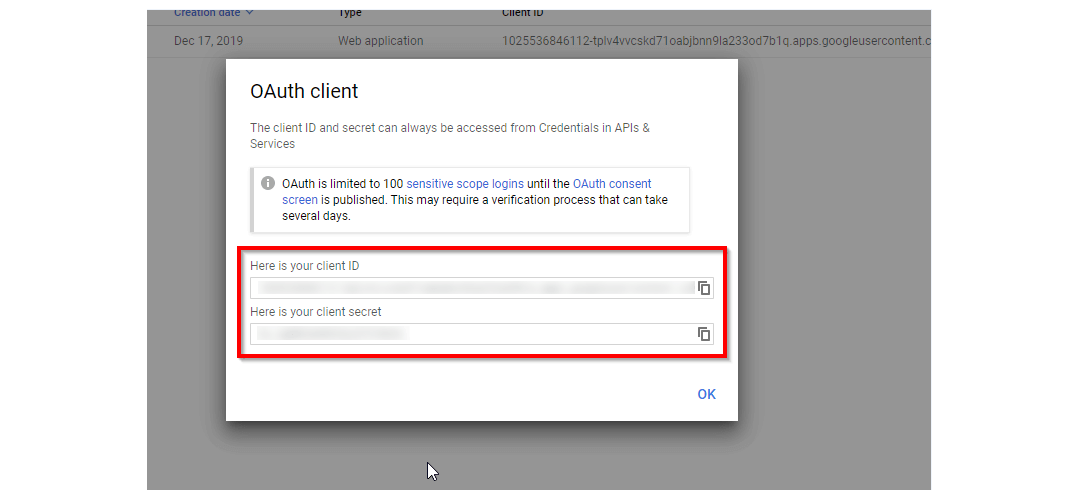 Creation date Type Client ID
Dec 17, 2019 Web application 1025536846112-tplv4vvcskd71oabjbnn9la233od7b1q.apps.googleusercontent.c
OAuth client
The client ID and secret can always be accessed from Credentials in APIs &
Services
OAuth is limited to 100 sensitive scope logins until the OAuth consent
screen is published. This may require a verification process that can take
several days.
Here is your client ID
Here is your client secret
OK